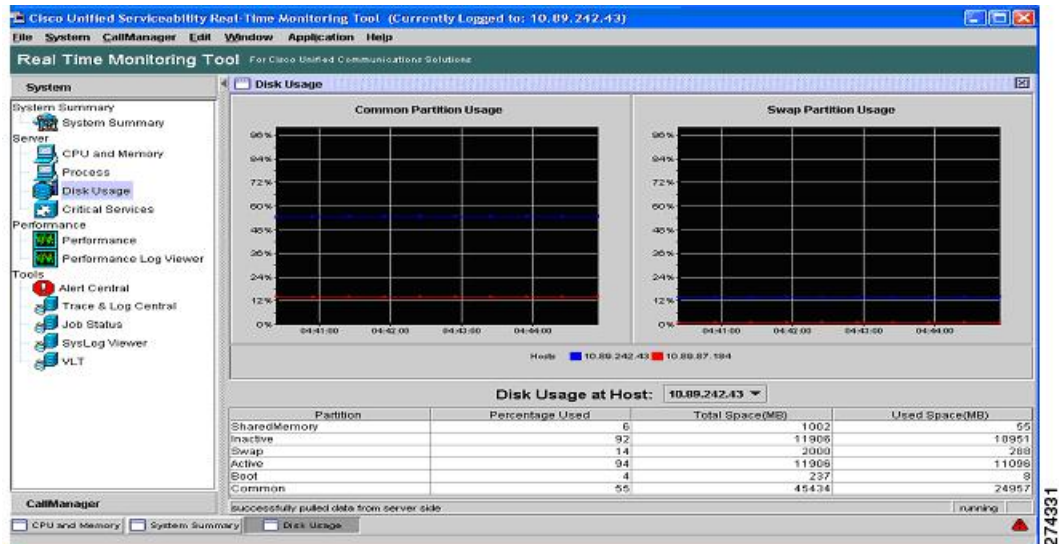 Cisco Unified Serviceability Real-Time Monitoring Tool (Currently Logged to: 10.89.242.43)
File System CallManager Edit Window Application Help
Real Time Monitoring Tool For Cisco Unified Communications Solutions
System
System Summary
System Summary
Server
CPU and Memory
Process
Disk Usage
Critical Services
Performance
Performance
Performance Log Viewer
Tools
Alert Central
Trace & Log Central
Job Status
SysLog Viewer
VLT
CallManager
Disk Usage
Common Partition Usage
96%
84%
72%
60%
48%
36%
24%
12%
0%
04:41:00 04:42:00 04:43:00 04:44:00
Swap Partition Usage
96%
84%
72%
60%
48%
36%
24%
12%
0%
04:41:00 04:42:00 04:43:00 04:44:00
Hosts 10.89.242.43 10.89.87.184
Disk Usage at Host: 10.89.242.43
Partition Percentage Used Total Space(MB) Used Space(MB)
SharedMemory 6 1002 55
Inactive 92 11906 10951
Swap 14 2000 288
Active 94 11906 11096
Boot 4 237 8
Common 55 45434 24957
successfully pulled data from server side running
CPU and Memory System Summary Disk Usage
274331